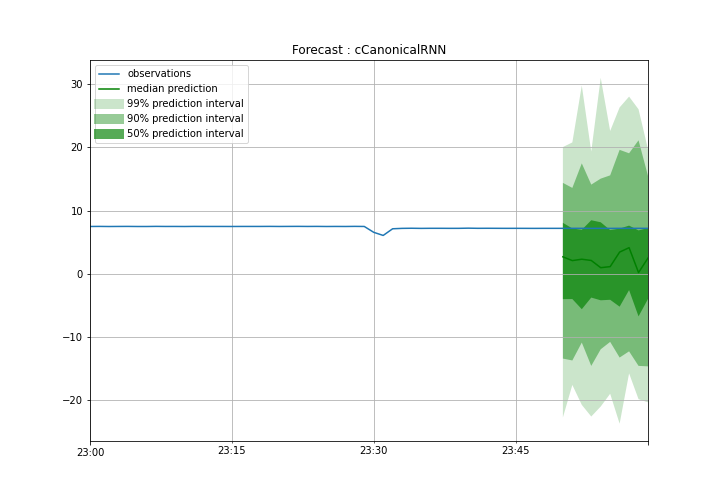 Forecast : cCanonicalRNN
observations
median prediction
99% prediction interval
90% prediction interval
50% prediction interval
30
20
10
0
−10
−20
23:00
23:15
23:30
23:45